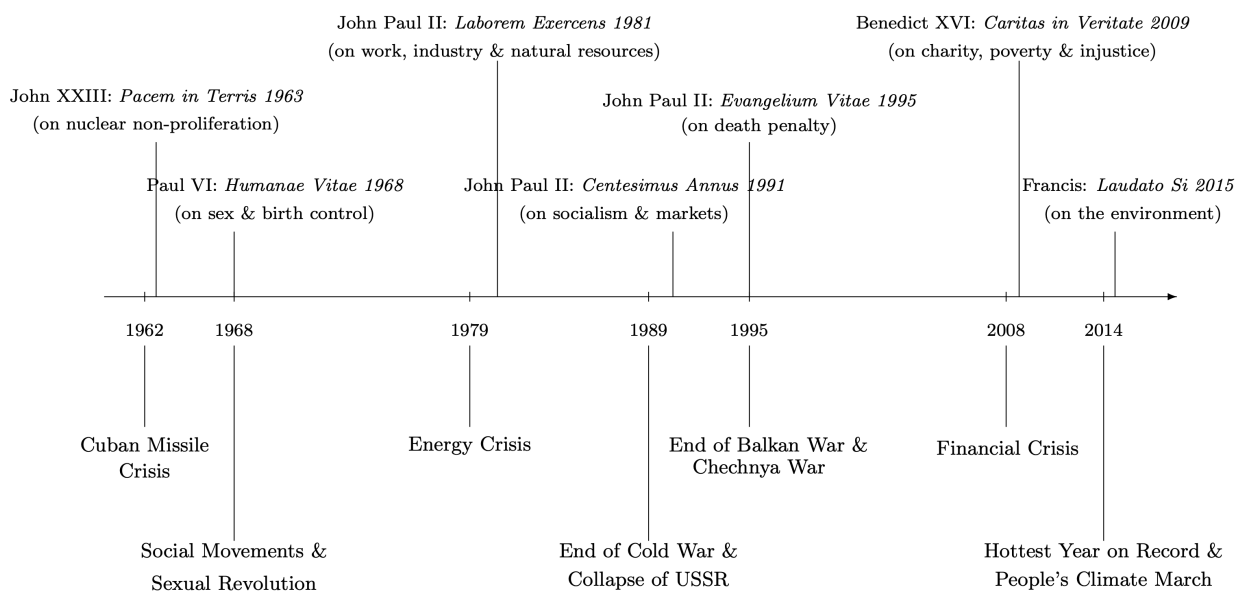 John Paul II: Laborem Exercens 1981
(on work, industry & natural resources)
Benedict XVI: Caritas in Veritate 2009
(on charity, poverty & injustice)
John XXIII: Pacem in Terris 1963
(on nuclear non-proliferation)
John Paul II: Evangelium Vitae 1995
(on death penalty)
Paul VI: Humanae Vitae 1968
(on sex & birth control)
John Paul II: Centesimus Annus 1991
(on socialism & markets)
Francis: Laudato Si 2015
(on the environment)
1962
1968
1979
1989
1995
2008
2014
Cuban Missile
Crisis
Energy Crisis
End of Balkan War &
Chechnya War
Financial Crisis
Social Movements &
Sexual Revolution
End of Cold War &
Collapse of USSR
Hottest Year on Record &
People's Climate March